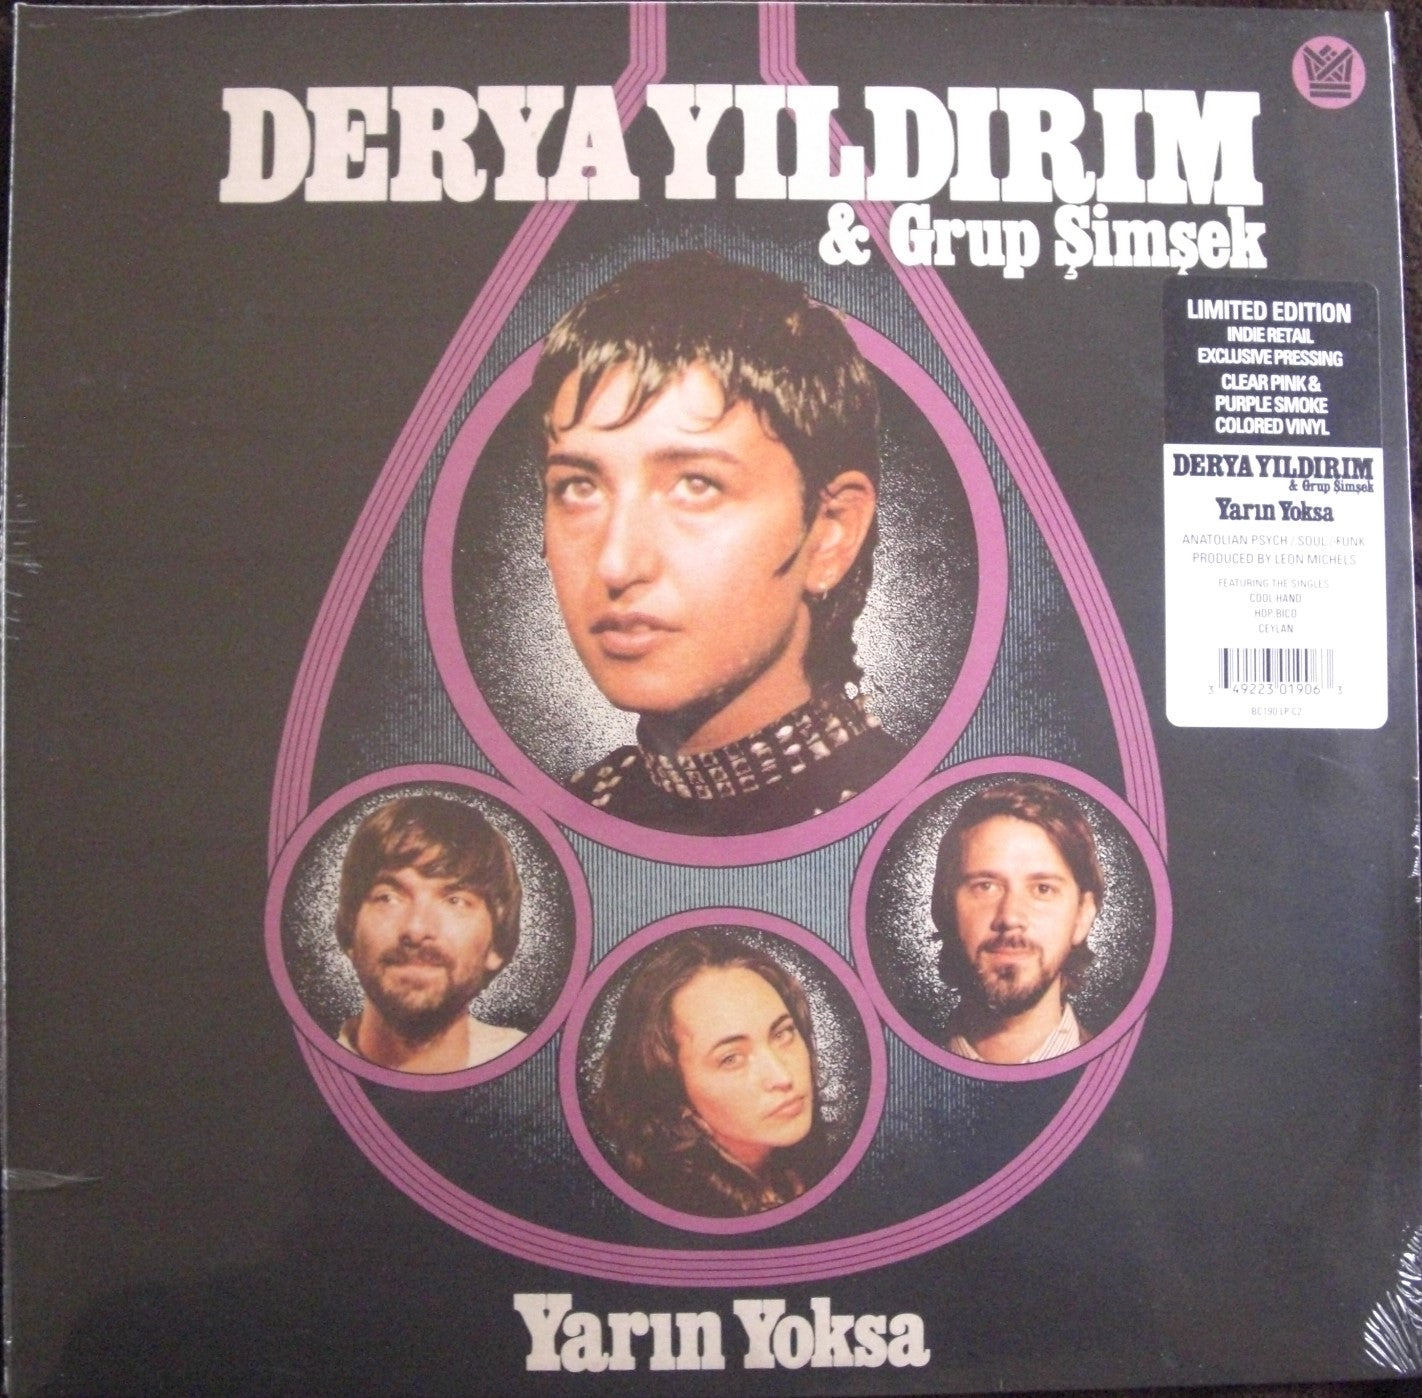 DERYA YILDIRIM
& Grup Şimşek
LIMITED EDITION
INDIE RETAIL
EXCLUSIVE PRESSING
CLEAR PINK &
PURPLE SMOKE
COLORED VINYL
DERYA YILDIRIM
& Grup Şimşek
Yarın Yoksa
ANATOLIAN PSYCH / SOUL / FUNK
PRODUCED BY LEON MICHELS
FEATURING THE SINGLES
COOL HAND
HOP BICO
CEYLAN
3 49223 01906 3
BC190 LP-C2
Yarın Yoksa